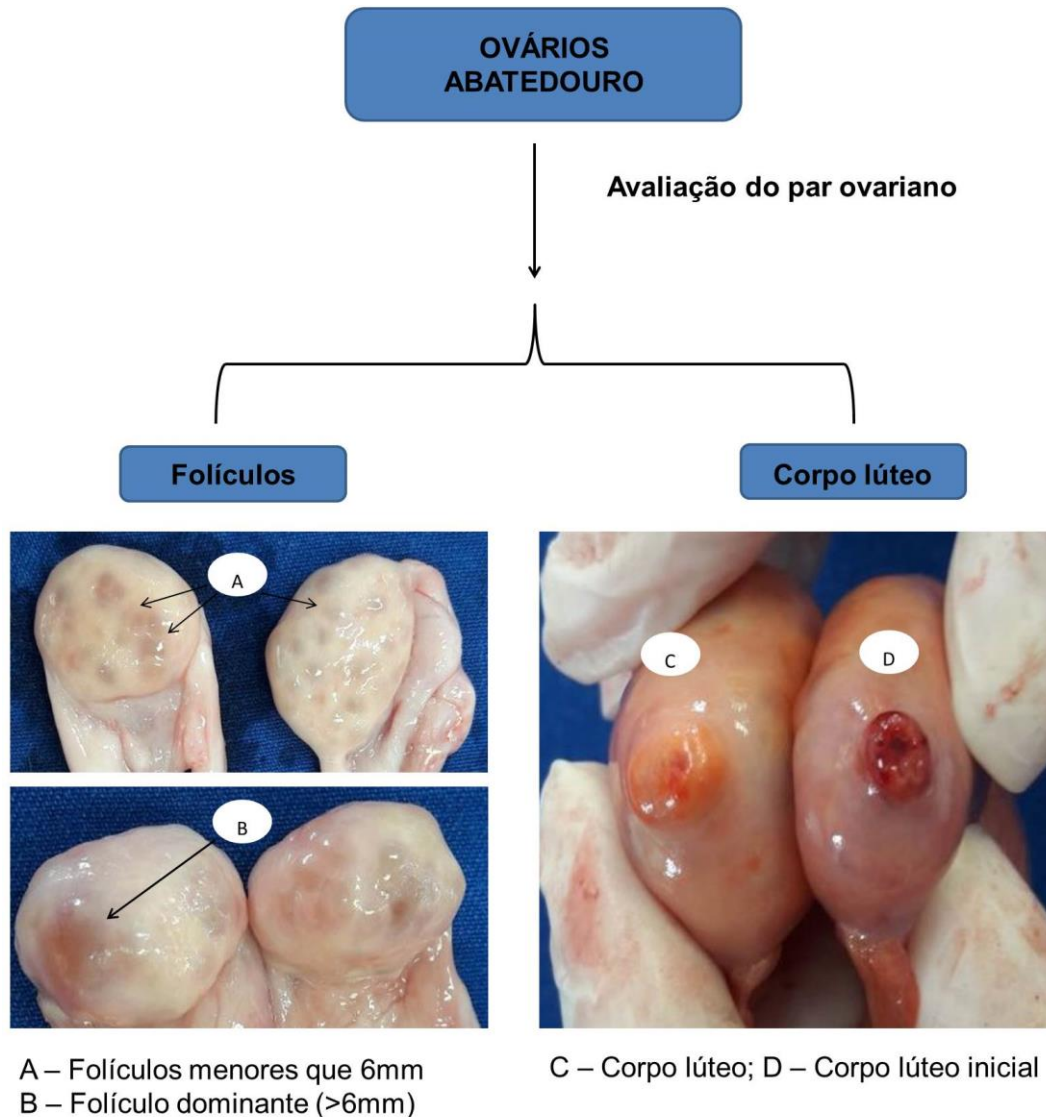 OVÁRIOS
ABATEDOURO
Avaliação do par ovariano
Folículos
Corpo lúteo
A
B
C
D
A – Folículos menores que 6mm
B – Folículo dominante (>6mm)
C – Corpo lúteo; D – Corpo lúteo inicial